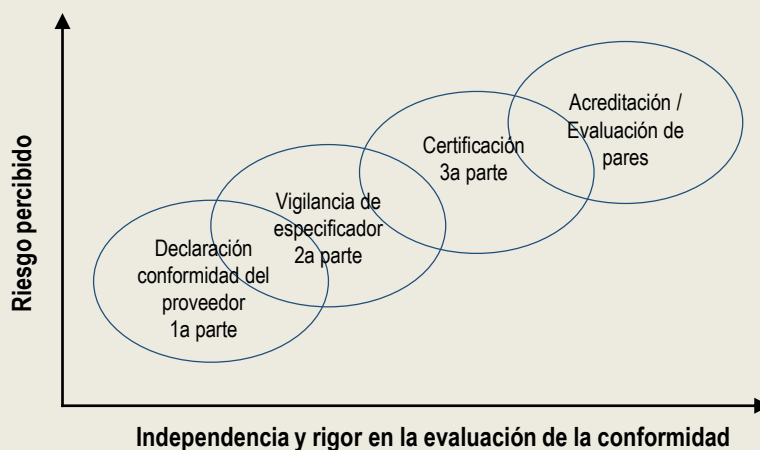 Riesgo percibido
Acreditación /
Evaluación de
pares
Certificación
3a parte
Vigilancia de
especificador
2a parte
Declaración
conformidad del
proveedor
1a parte
Independencia y rigor en la evaluación de la conformidad